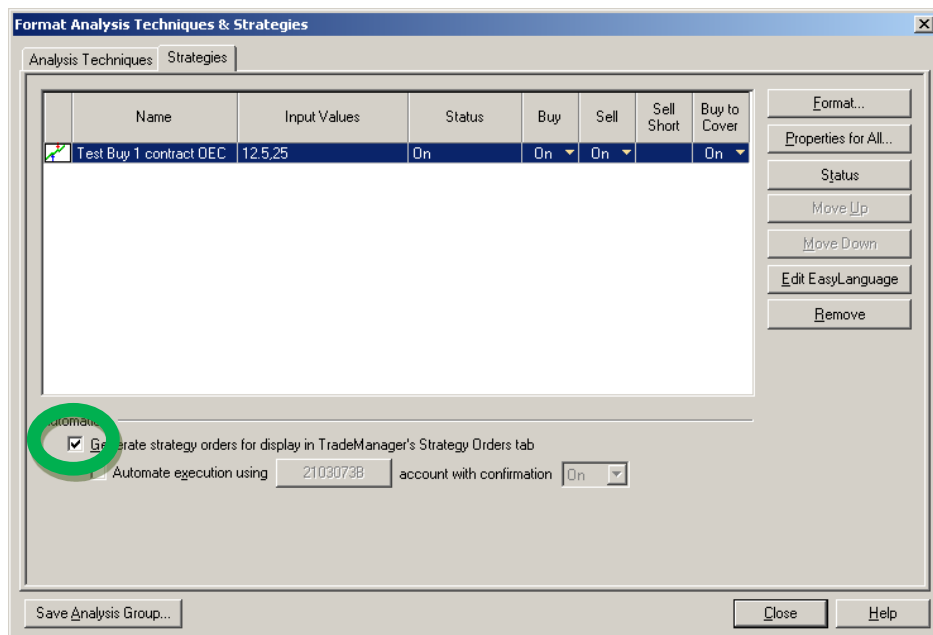 Format Analysis Techniques & Strategies
Analysis Techniques Strategies
Name Input Values Status Buy Sell Sell Short Buy to Cover
Test Buy 1 contract OEC 12.5,25 On On On On
Format...
Properties for All...
Status
Move Up
Move Down
Edit EasyLanguage
Remove
Generate strategy orders for display in TradeManager's Strategy Orders tab
Automate execution using 2103073B account with confirmation On
Save Analysis Group...
Close
Help